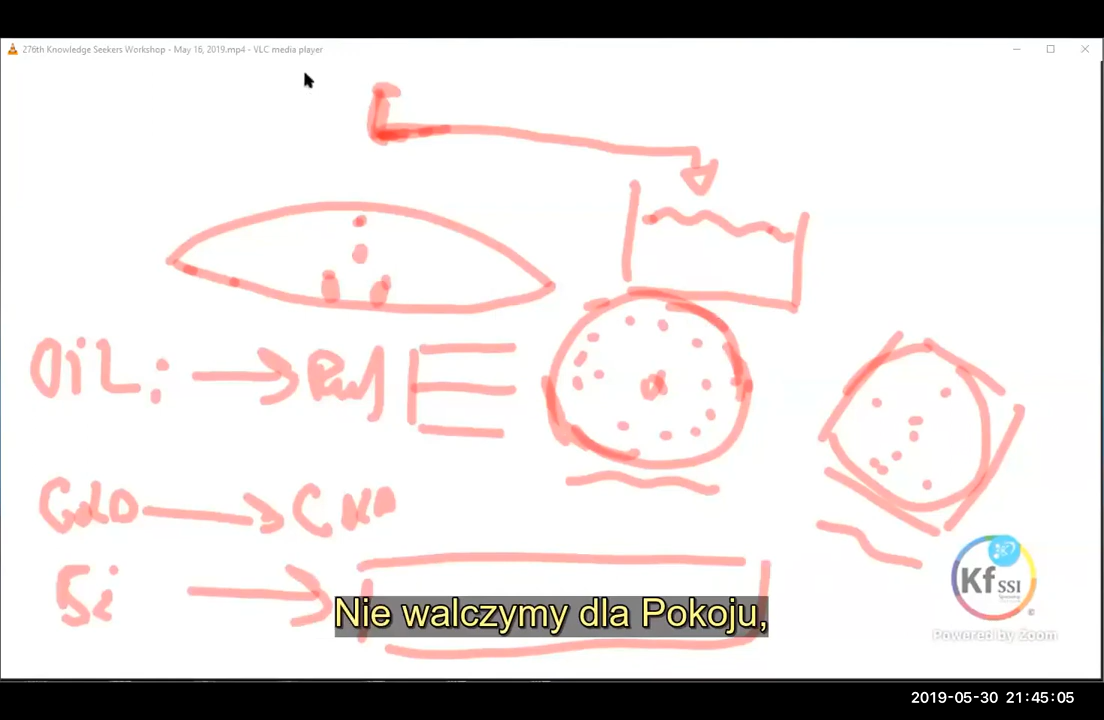 276th Knowledge Seekers Workshop - May 16, 2019.mp4 - VLC media player
OiL:
GOLD
Si
Nie walczymy dla Pokoju,
Kf SSI
Powered by Zoom
2019-05-30 21:45:05